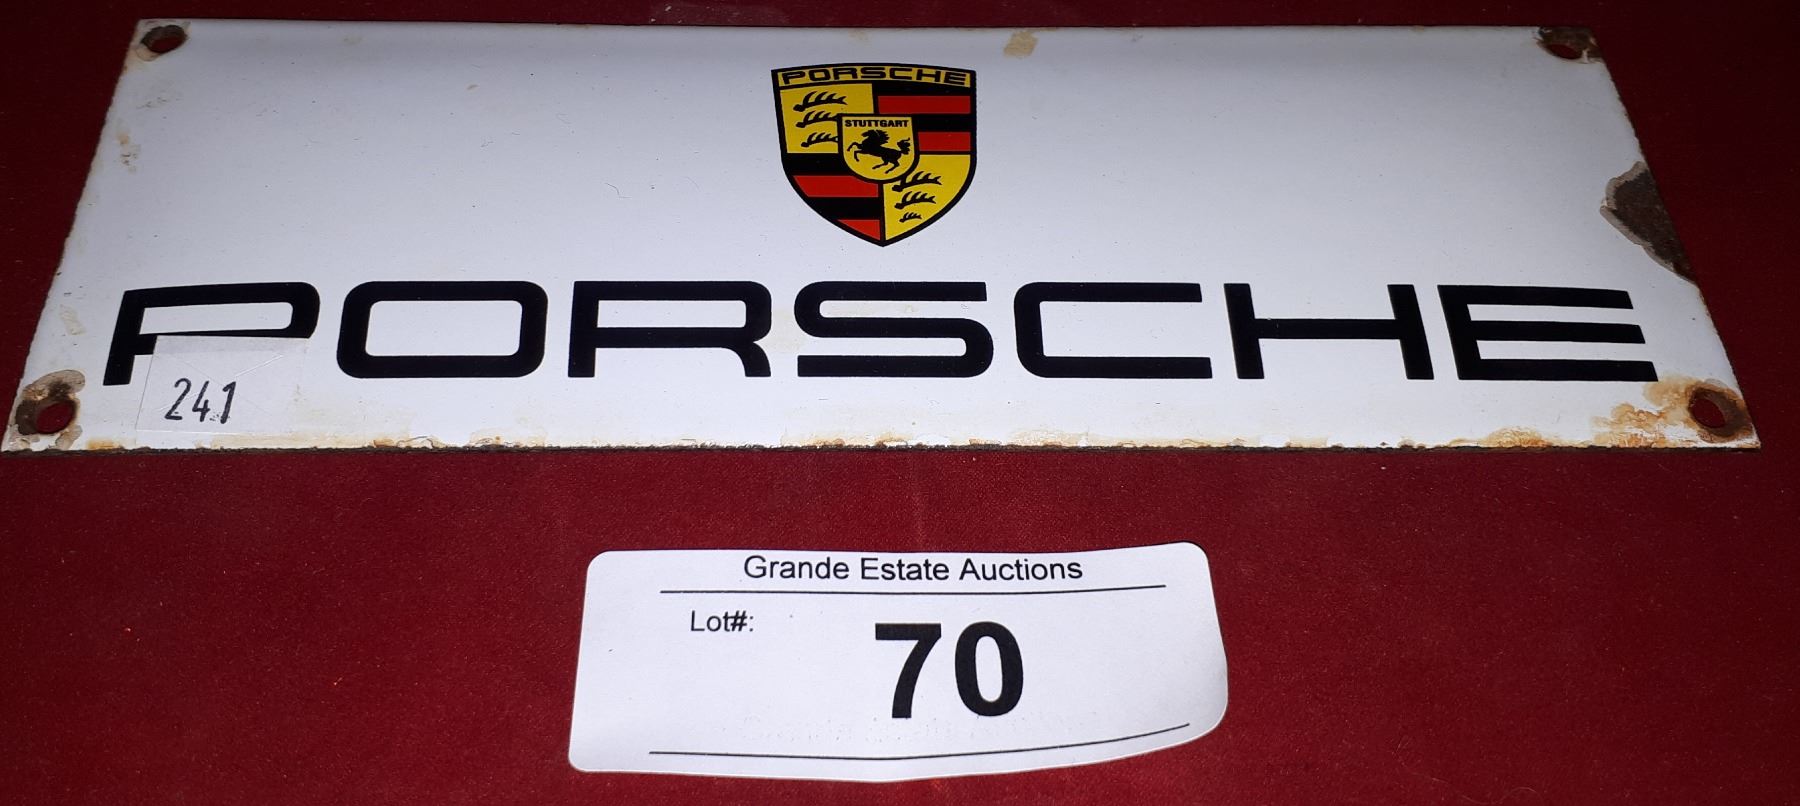 PORSCHE
STUTTGART
PORSCHE
241
Grande Estate Auctions
Lot#:
70